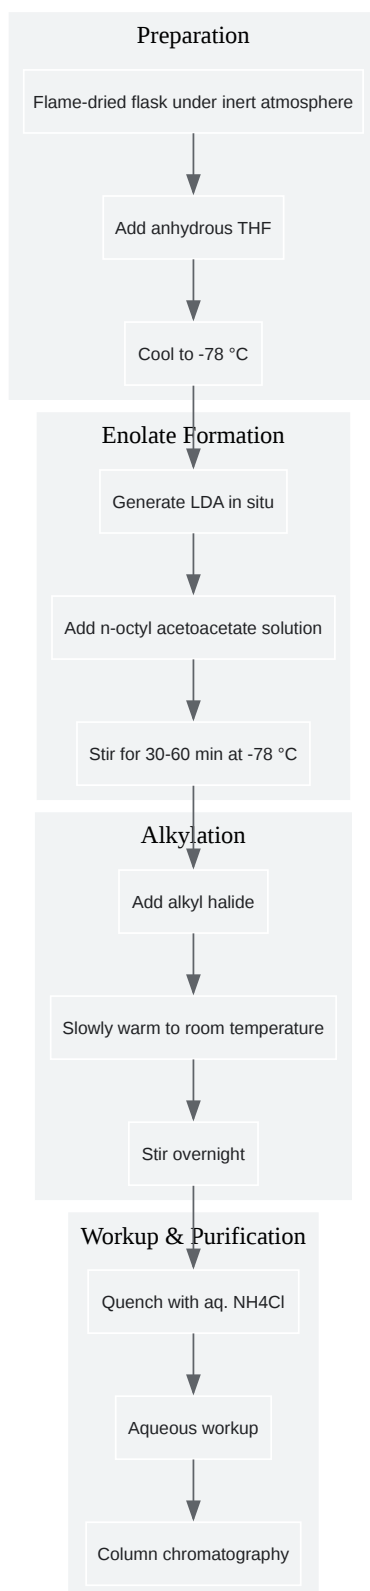 Preparation
Flame-dried flask under inert atmosphere
Add anhydrous THF
Cool to -78 °C
Enolate Formation
Generate LDA in situ
Add n-octyl acetoacetate solution
Stir for 30-60 min at -78 °C
Alkylation
Add alkyl halide
Slowly warm to room temperature
Stir overnight
Workup & Purification
Quench with aq. NH4Cl
Aqueous workup
Column chromatography